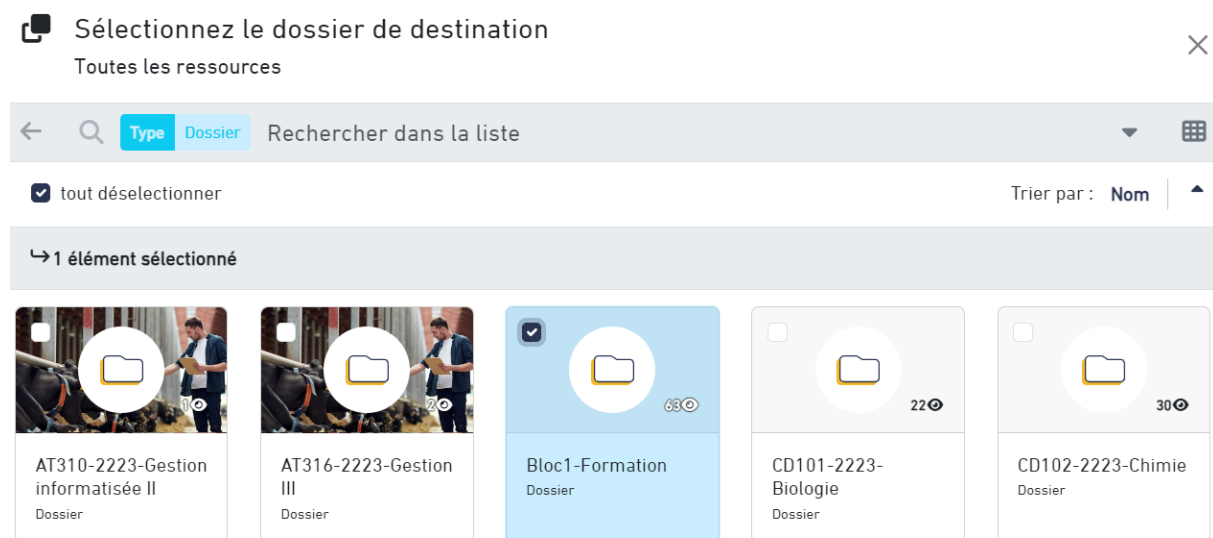 Sélectionnez le dossier de destination
Toutes les ressources
Type Dossier Rechercher dans la liste
tout déselectionner
Trier par : Nom
1 élément sélectionné
1
2
63
22
30
AT310-2223-Gestion
informatisée II
Dossier
AT316-2223-Gestion
III
Dossier
Bloc1-Formation
Dossier
CD101-2223-
Biologie
Dossier
CD102-2223-Chimie
Dossier